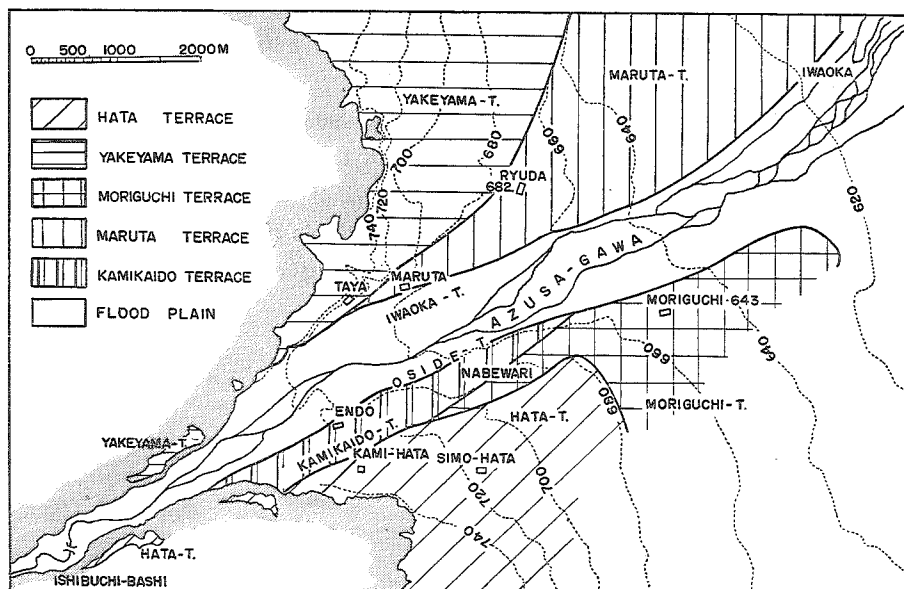 0 500 1000 2000 M
HATA TERRACE
YAKEYAMA TERRACE
MORIGUCHI TERRACE
MARUTA TERRACE
KAMIKAIDO TERRACE
FLOOD PLAIN
IWAOKA
MARUTA-T.
YAKEYAMA-T.
700
680
660
640
RYUDA
682
620
720
740
MARUTA
TAYA
IWAOKA-T.
AZUSA-GAWA
MORIGUCHI-643
OSIDE T.
660
640
NABEWARI
680
MORIGUCHI-T.
ENDO
HATA-T.
KAMIKAIDO-T.
YAKEYAMA-T.
KAMI-HATA
SIMO-HATA
700
720
740
HATA-T.
ISHIBUCHI-BASHI